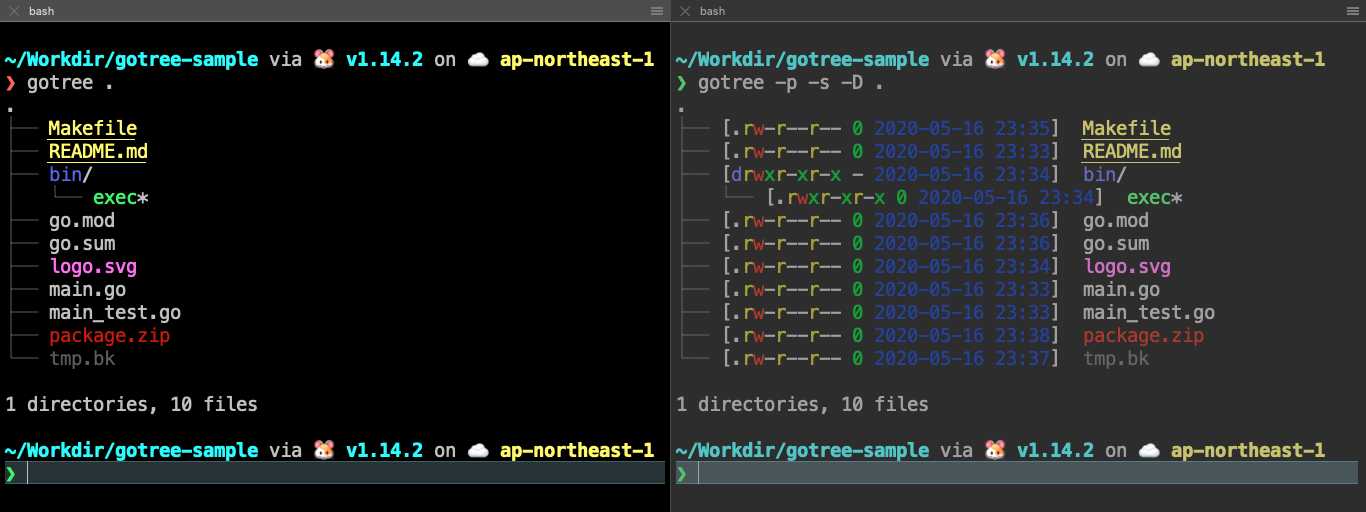 bash
~/Workdir/gotree-sample via 🐹 v1.14.2 on ☁️ ap-northeast-1
❯ gotree .
.
├── Makefile
├── README.md
├── bin/
│   └── exec*
├── go.mod
├── go.sum
├── logo.svg
├── main.go
├── main_test.go
├── package.zip
└── tmp.bk
1 directories, 10 files
~/Workdir/gotree-sample via 🐹 v1.14.2 on ☁️ ap-northeast-1
❯
bash
~/Workdir/gotree-sample via 🐹 v1.14.2 on ☁️ ap-northeast-1
❯ gotree -p -s -D .
.
├── [.rw-r--r-- 0 2020-05-16 23:35] Makefile
├── [.rw-r--r-- 0 2020-05-16 23:33] README.md
├── [drwxr-xr-x - 2020-05-16 23:34] bin/
│   └── [.rwxr-xr-x 0 2020-05-16 23:34] exec*
├── [.rw-r--r-- 0 2020-05-16 23:36] go.mod
├── [.rw-r--r-- 0 2020-05-16 23:36] go.sum
├── [.rw-r--r-- 0 2020-05-16 23:34] logo.svg
├── [.rw-r--r-- 0 2020-05-16 23:33] main.go
├── [.rw-r--r-- 0 2020-05-16 23:33] main_test.go
├── [.rw-r--r-- 0 2020-05-16 23:38] package.zip
└── [.rw-r--r-- 0 2020-05-16 23:37] tmp.bk
1 directories, 10 files
~/Workdir/gotree-sample via 🐹 v1.14.2 on ☁️ ap-northeast-1
❯